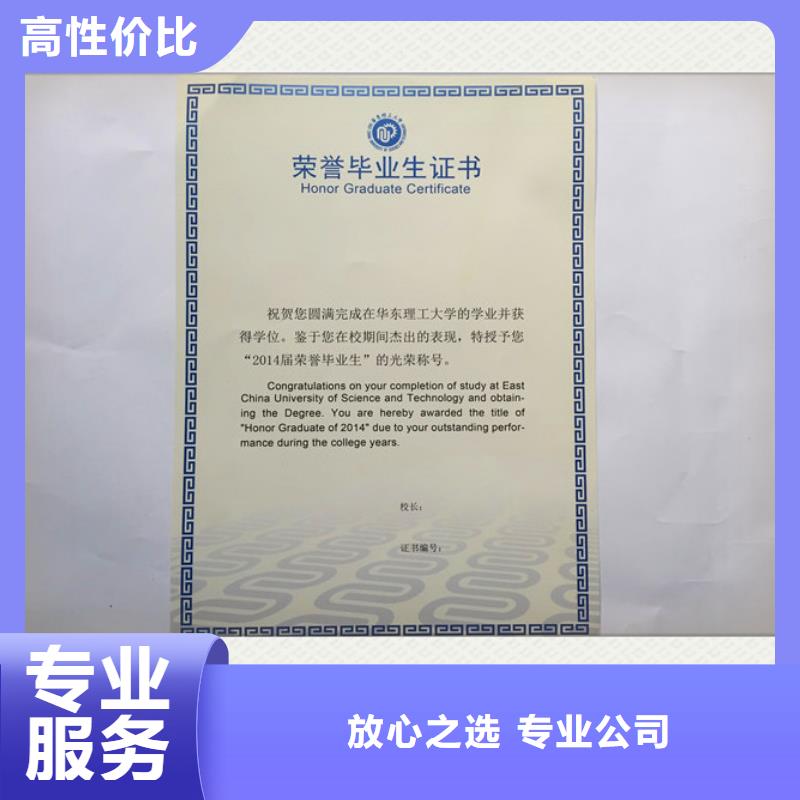 高性价比
荣誉毕业生证书
Honor Graduate Certificate
祝贺您圆满完成在华东理工大学的学业并获
得学位。鉴于您在校期间杰出的表现，特授予您
“2014届荣誉毕业生”的光荣称号。
Congratulations on your completion of study at East
China University of Science and Technology and obtain-
ing the Degree. You are hereby awarded the title of
"Honor Graduate of 2014" due to your outstanding perfor-
mance during the college years.
校长：
证书编号：
专业
服务
放心之选 专业公司